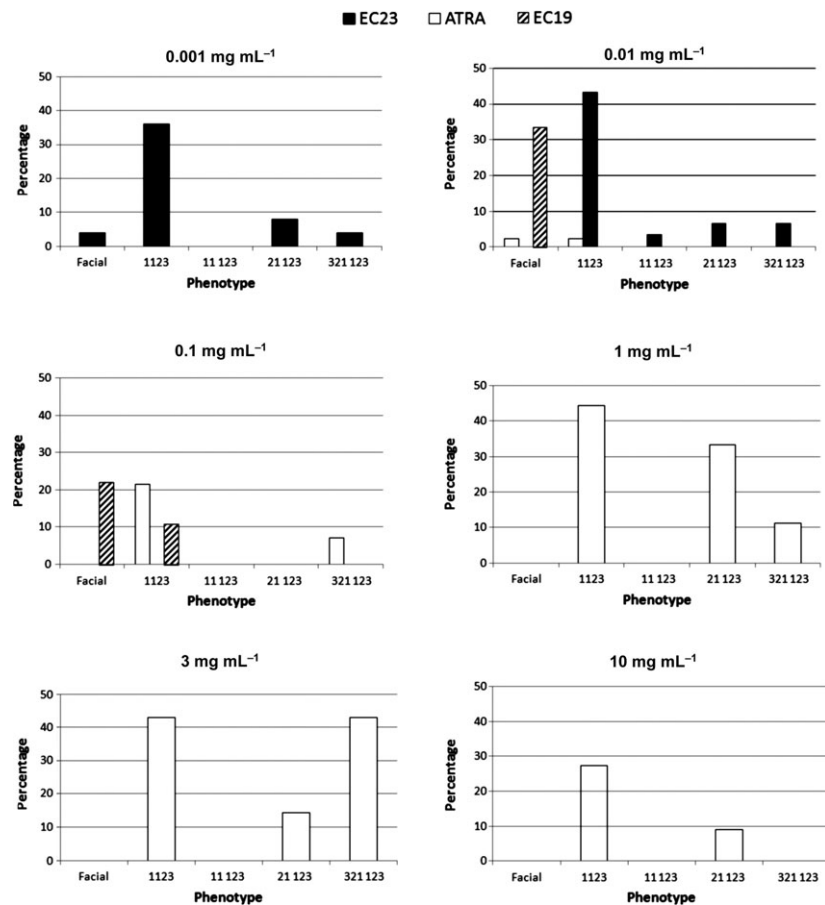 EC23 ATRA EC19
0.001 mg mL⁻¹
Percentage
50
40
30
20
10
0
Facial 1123 11 123 21 123 321 123
Phenotype
0.01 mg mL⁻¹
Percentage
50
40
30
20
10
0
Facial 1123 11 123 21 123 321 123
Phenotype
0.1 mg mL⁻¹
Percentage
50
40
30
20
10
0
Facial 1123 11 123 21 123 321 123
Phenotype
1 mg mL⁻¹
Percentage
50
40
30
20
10
0
Facial 1123 11 123 21 123 321 123
Phenotype
3 mg mL⁻¹
Percentage
50
40
30
20
10
0
Facial 1123 11 123 21 123 321 123
Phenotype
10 mg mL⁻¹
Percentage
50
40
30
20
10
0
Facial 1123 11 123 21 123 321 123
Phenotype